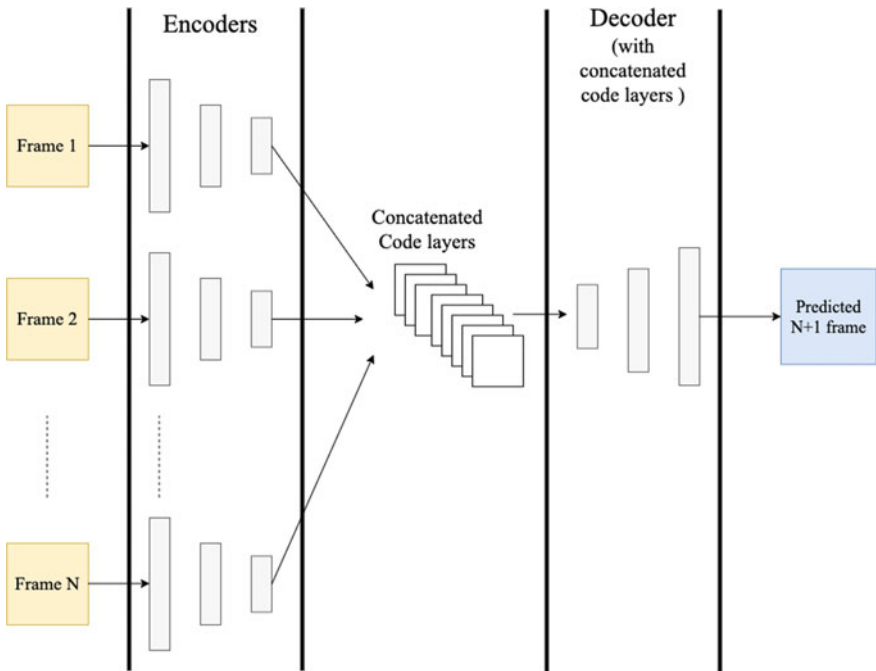 Encoders
Decoder
(with
concatenated
code layers )
Frame 1
Concatenated
Code layers
Frame 2
Predicted
N+1 frame
Frame N